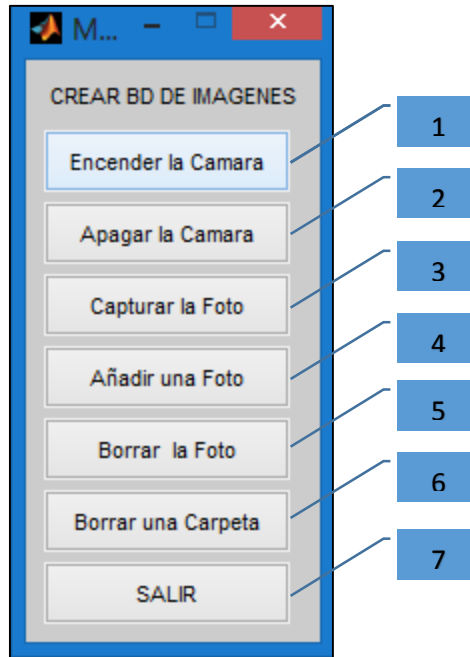 M...
CREAR BD DE IMAGENES
Encender la Camara
1
Apagar la Camara
2
Capturar la Foto
3
Añadir una Foto
4
Borrar la Foto
5
Borrar una Carpeta
6
SALIR
7